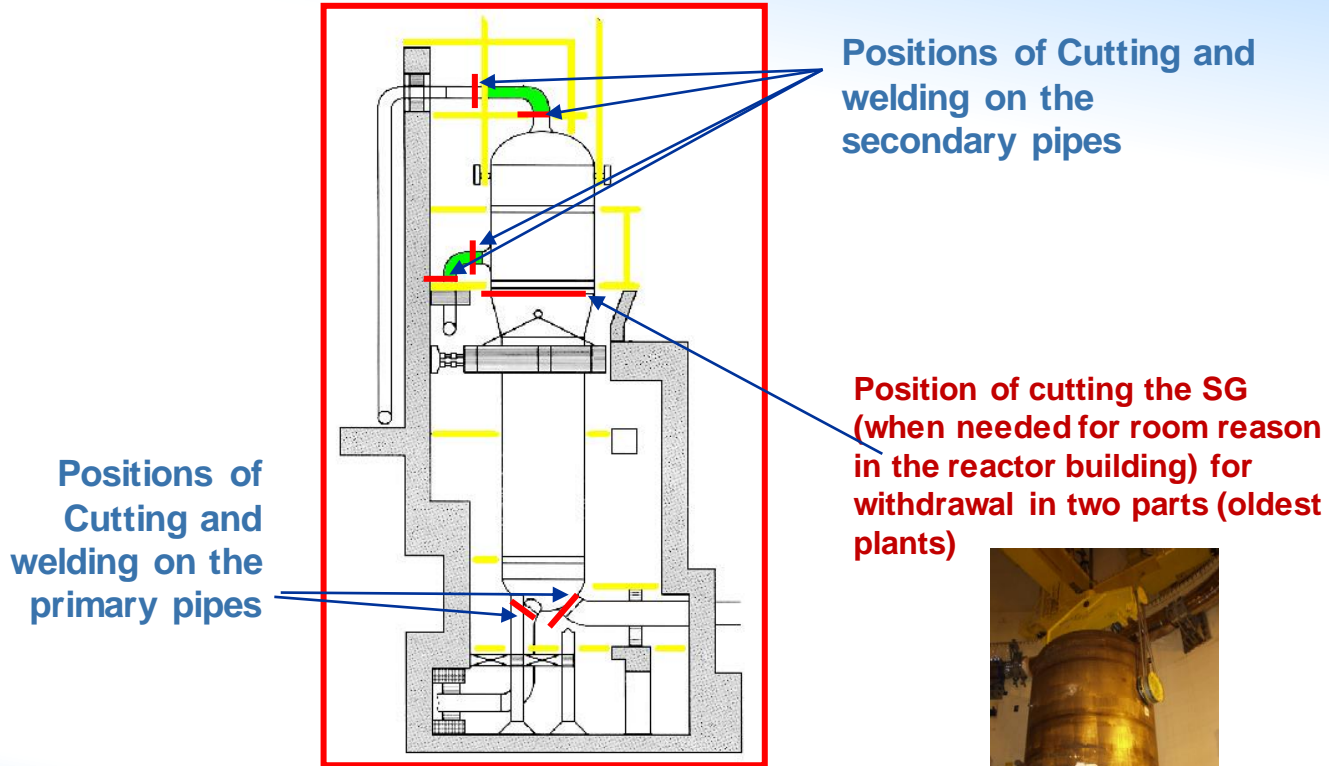 Positions of Cutting and
welding on the
secondary pipes
Position of cutting the SG
(when needed for room reason
in the reactor building) for
withdrawal in two parts (oldest
plants)
Positions of
Cutting and
welding on the
primary pipes